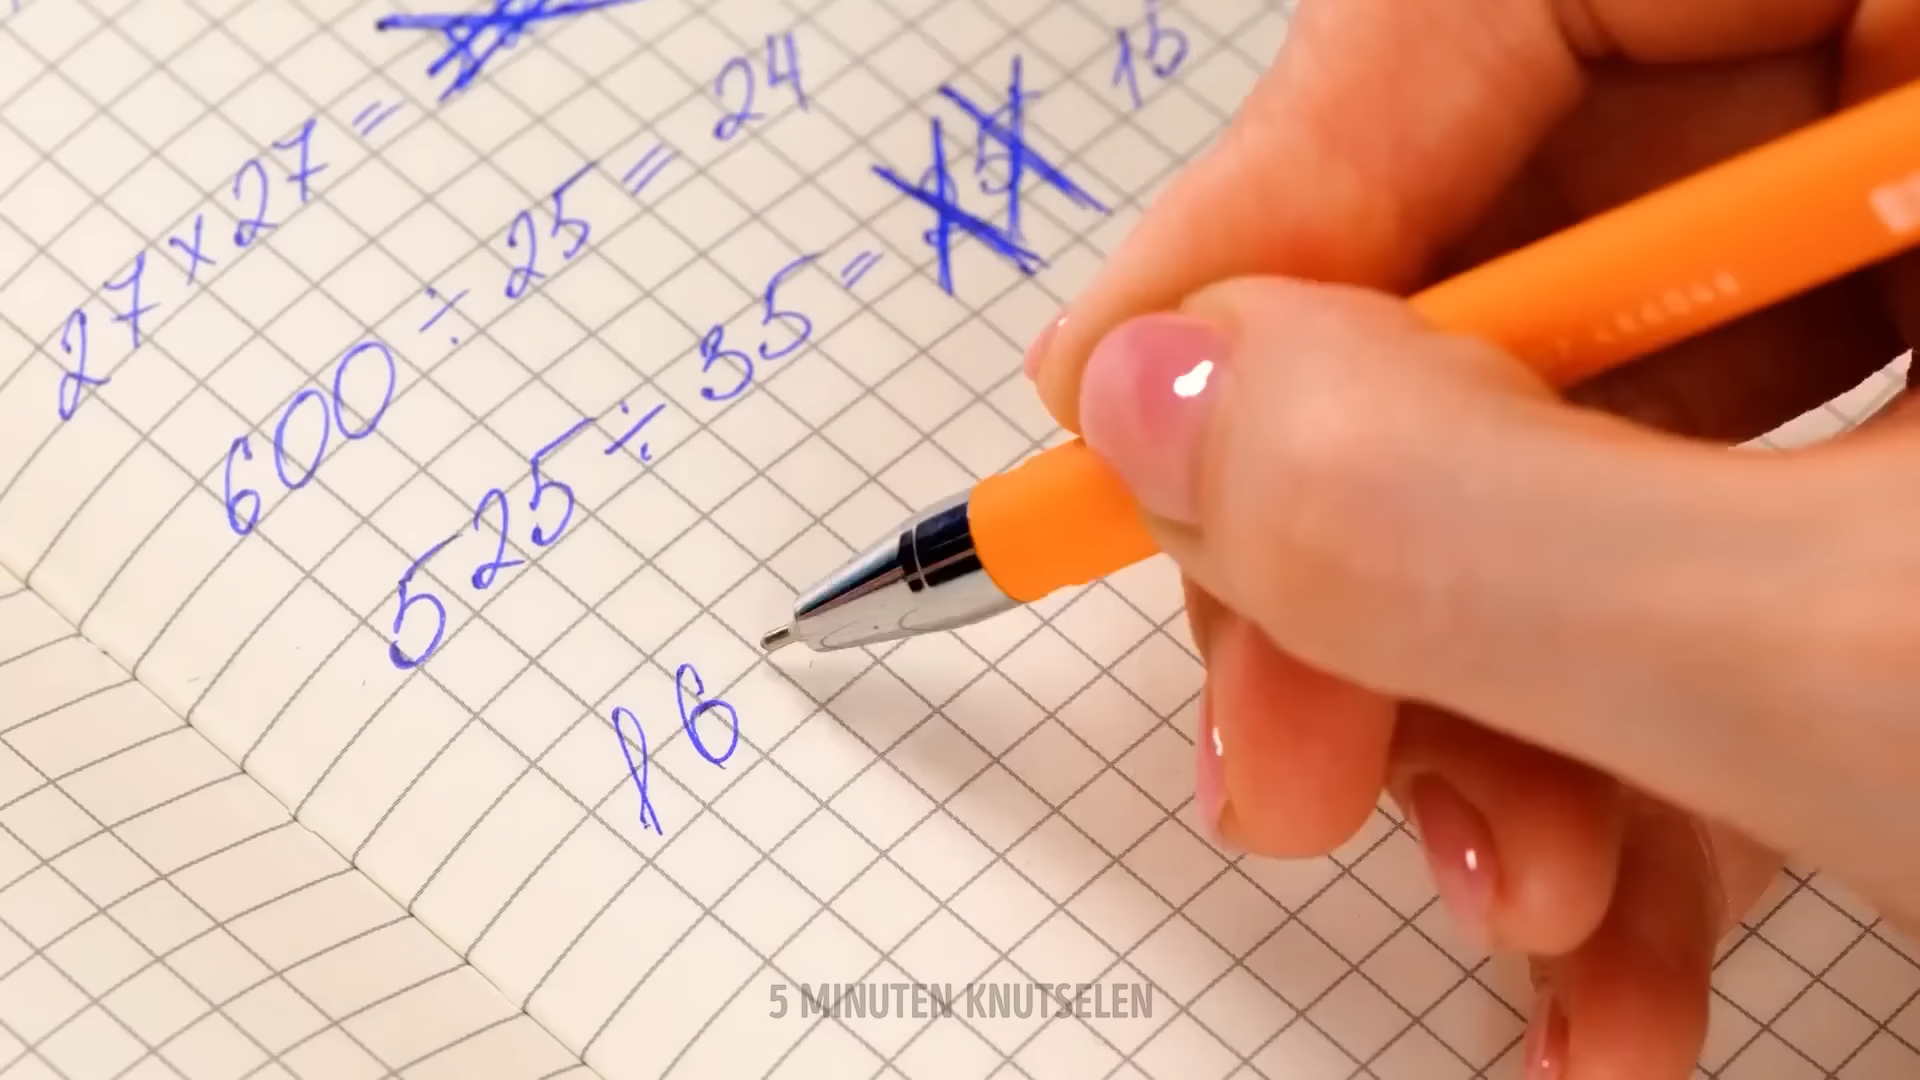 27 × 27 =
600 ÷ 25 = 24
525 ÷ 35 = 15
16
5 MINUTEN KNUTSELEN